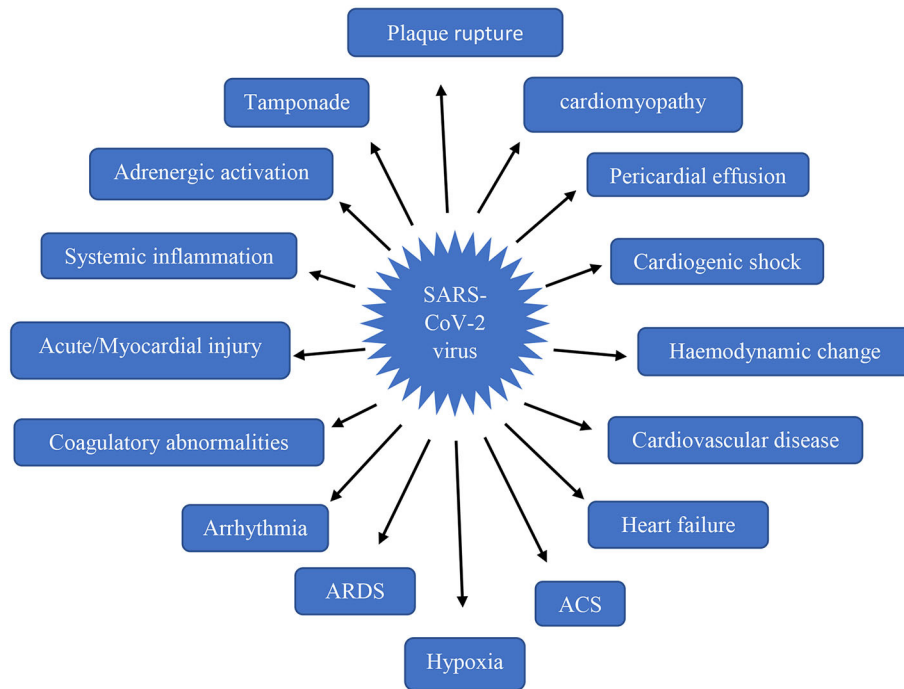 Plaque rupture
Tamponade
cardiomyopathy
Adrenergic activation
Pericardial effusion
Systemic inflammation
Cardiogenic shock
SARS-
CoV-2
virus
Acute/Myocardial injury
Haemodynamic change
Coagulatory abnormalities
Cardiovascular disease
Arrhythmia
Heart failure
ARDS
ACS
Hypoxia